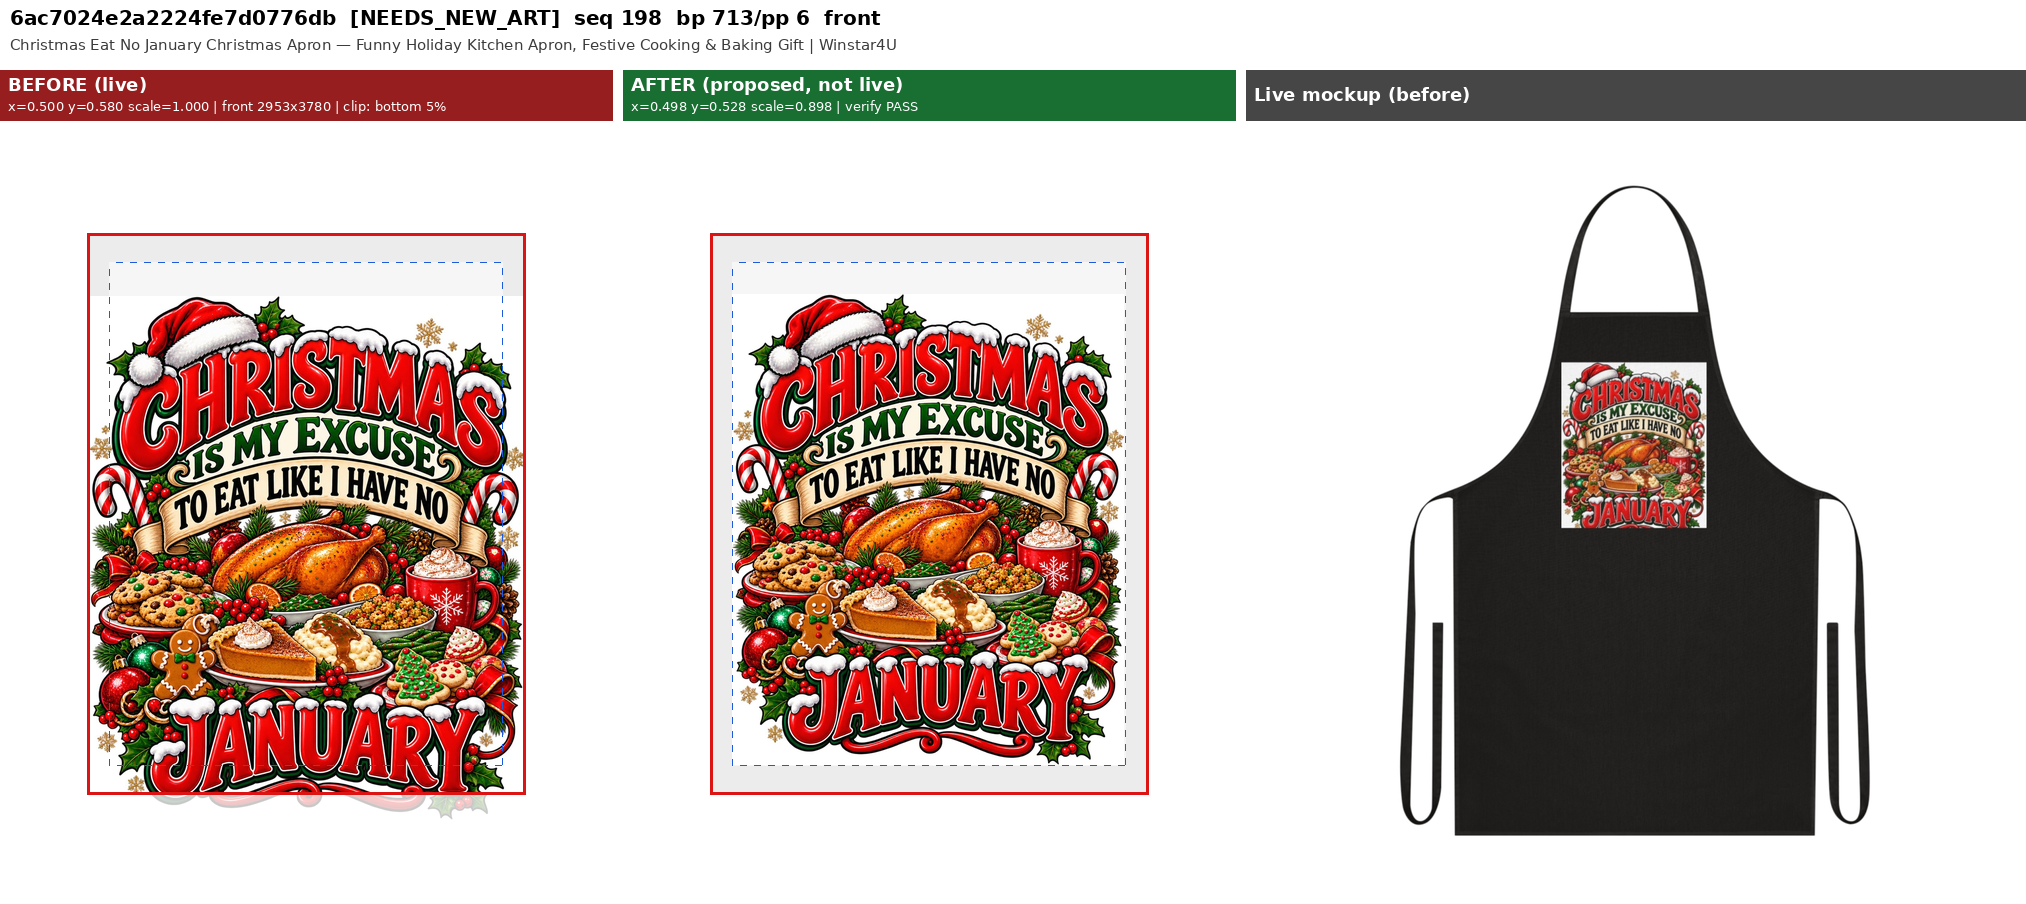 6ac7024e2a2224fe7d0776db [NEEDS_NEW_ART] seq 198 bp 713/pp 6 front
Christmas Eat No January Christmas Apron — Funny Holiday Kitchen Apron, Festive Cooking & Baking Gift | Winstar4U
BEFORE (live)
x=0.500 y=0.580 scale=1.000 | front 2953x3780 | clip: bottom 5%
CHRISTMAS
IS MY EXCUSE
TO EAT LIKE I HAVE NO
JANUARY
AFTER (proposed, not live)
x=0.498 y=0.528 scale=0.898 | verify PASS
CHRISTMAS
IS MY EXCUSE
TO EAT LIKE I HAVE NO
JANUARY
Live mockup (before)
CHRISTMAS
IS MY EXCUSE
TO EAT LIKE I HAVE NO
JANUARY